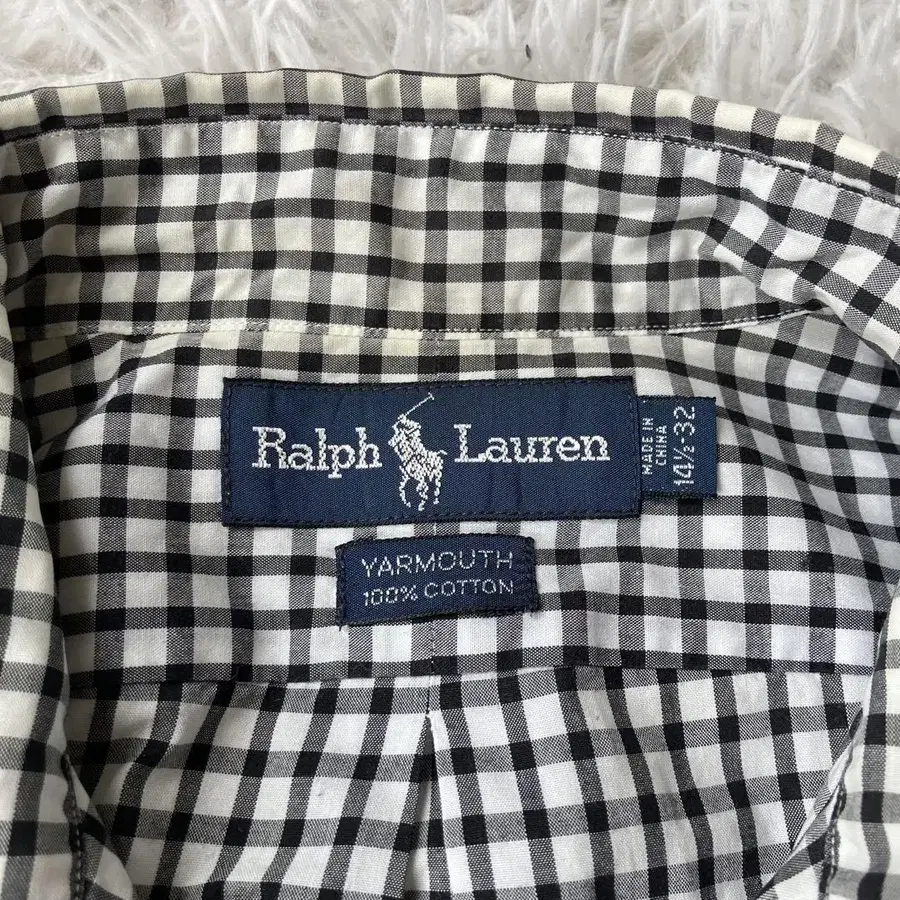 Ralph Lauren
MADE IN
CHINA
14½-32
YARMOUTH
100% COTTON